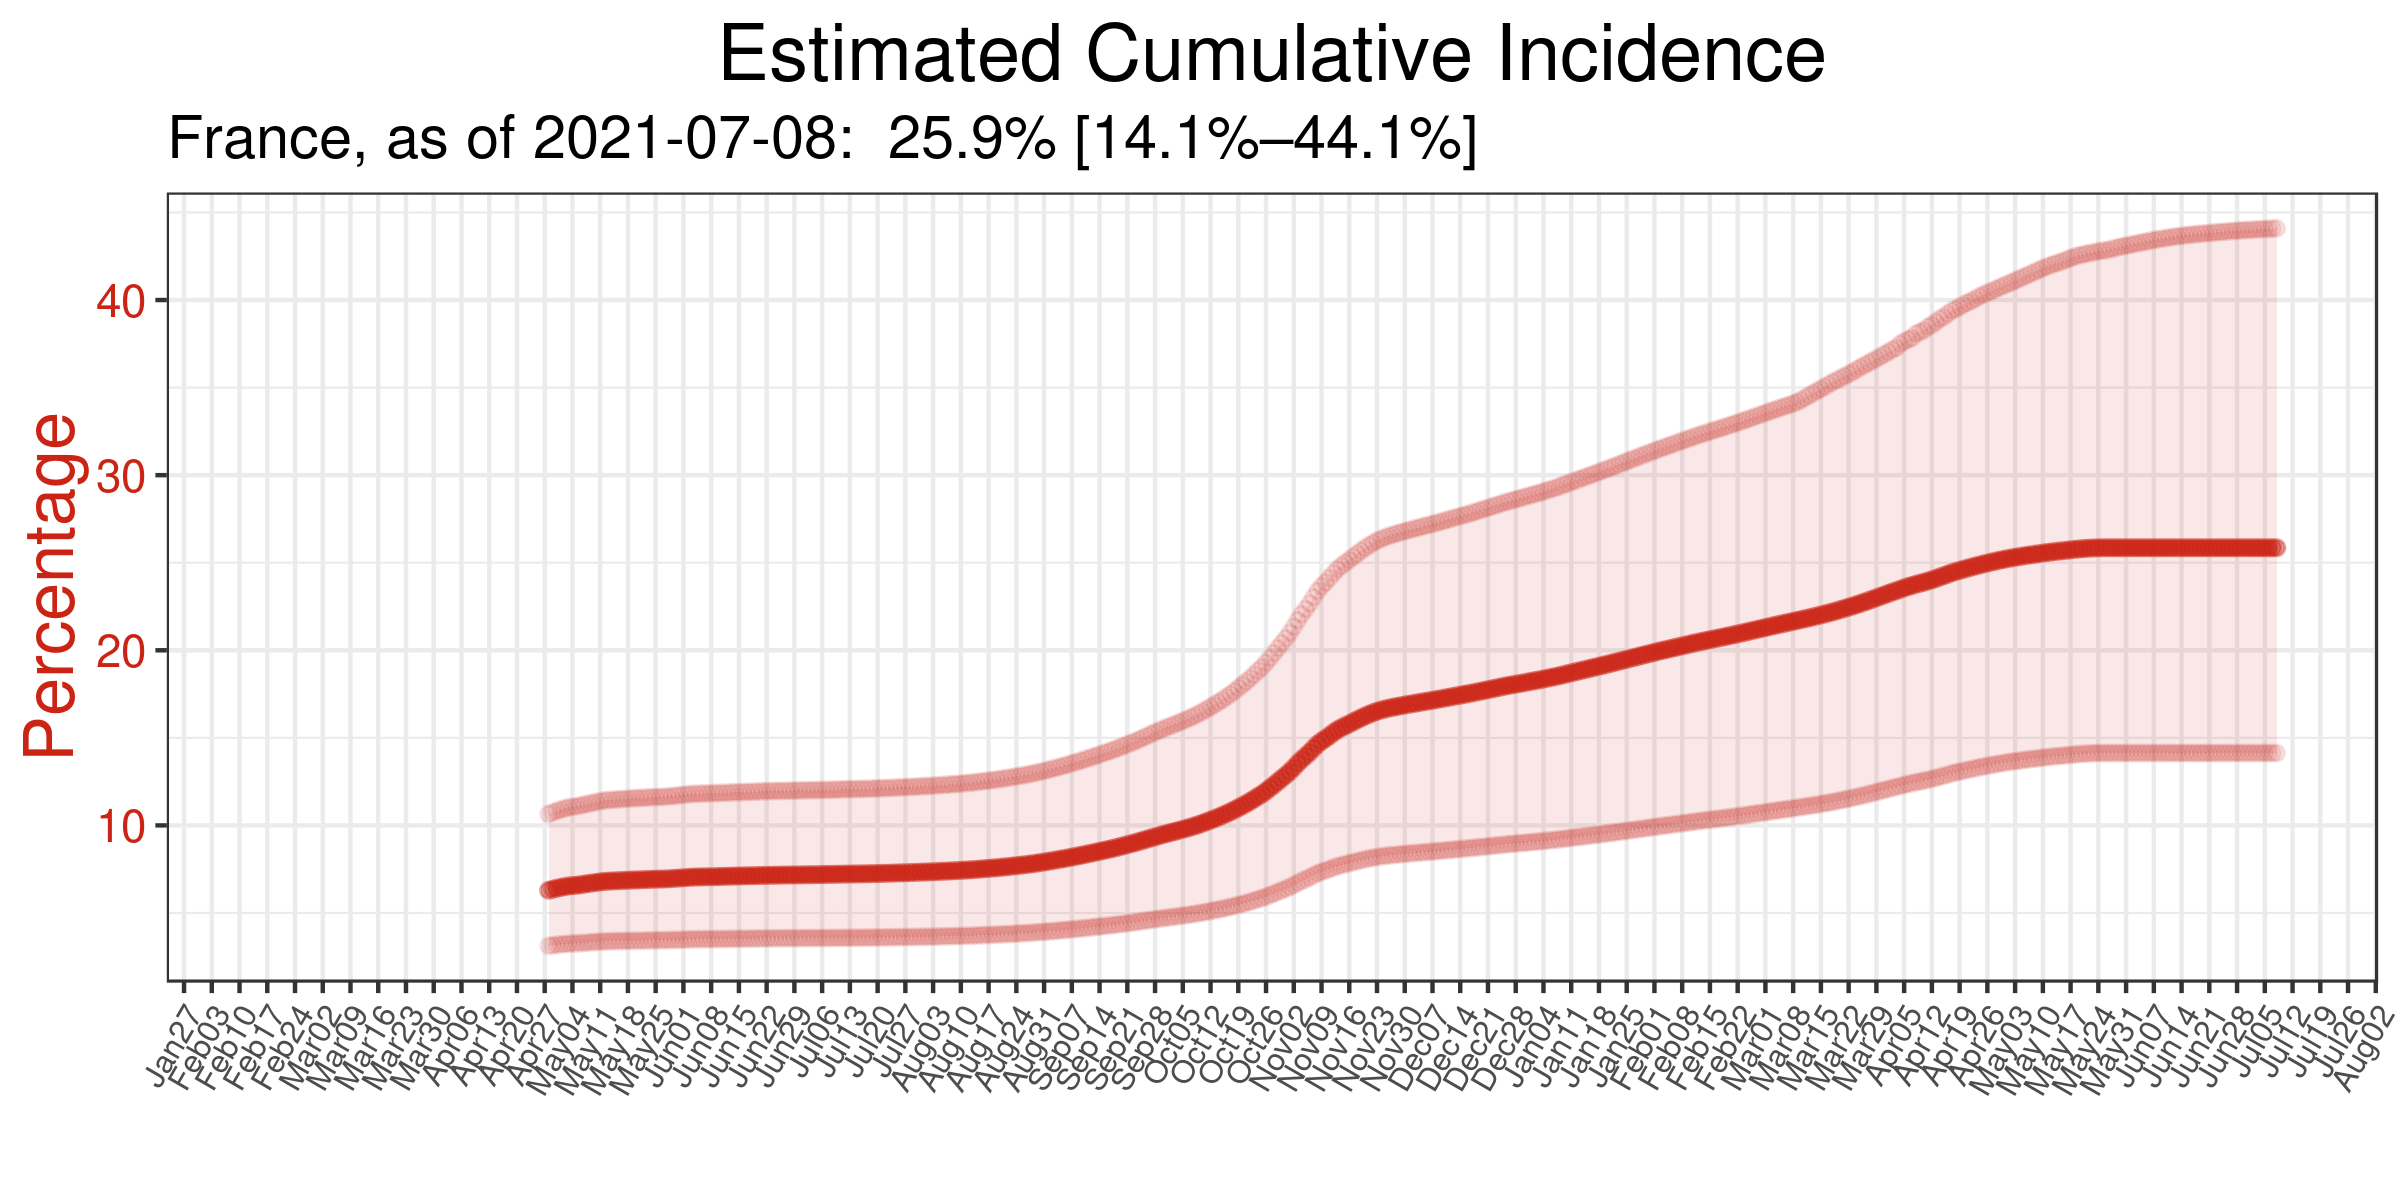 Estimated Cumulative Incidence
France, as of 2021-07-08:  25.9% [14.1%–44.1%]
Percentage
40
30
20
10
Jan27
Feb03
Feb10
Feb17
Feb24
Mar02
Mar09
Mar16
Mar23
Mar30
Apr06
Apr13
Apr20
Apr27
May04
May11
May18
May25
Jun01
Jun08
Jun15
Jun22
Jun29
Jul06
Jul13
Jul20
Jul27
Aug03
Aug10
Aug17
Aug24
Aug31
Sep07
Sep14
Sep21
Sep28
Oct05
Oct12
Oct19
Oct26
Nov02
Nov09
Nov16
Nov23
Nov30
Dec07
Dec14
Dec21
Dec28
Jan04
Jan11
Jan18
Jan25
Feb01
Feb08
Feb15
Feb22
Mar01
Mar08
Mar15
Mar22
Mar29
Apr05
Apr12
Apr19
Apr26
May03
May10
May17
May24
May31
Jun07
Jun14
Jun21
Jun28
Jul05
Jul12
Jul19
Jul26
Aug02